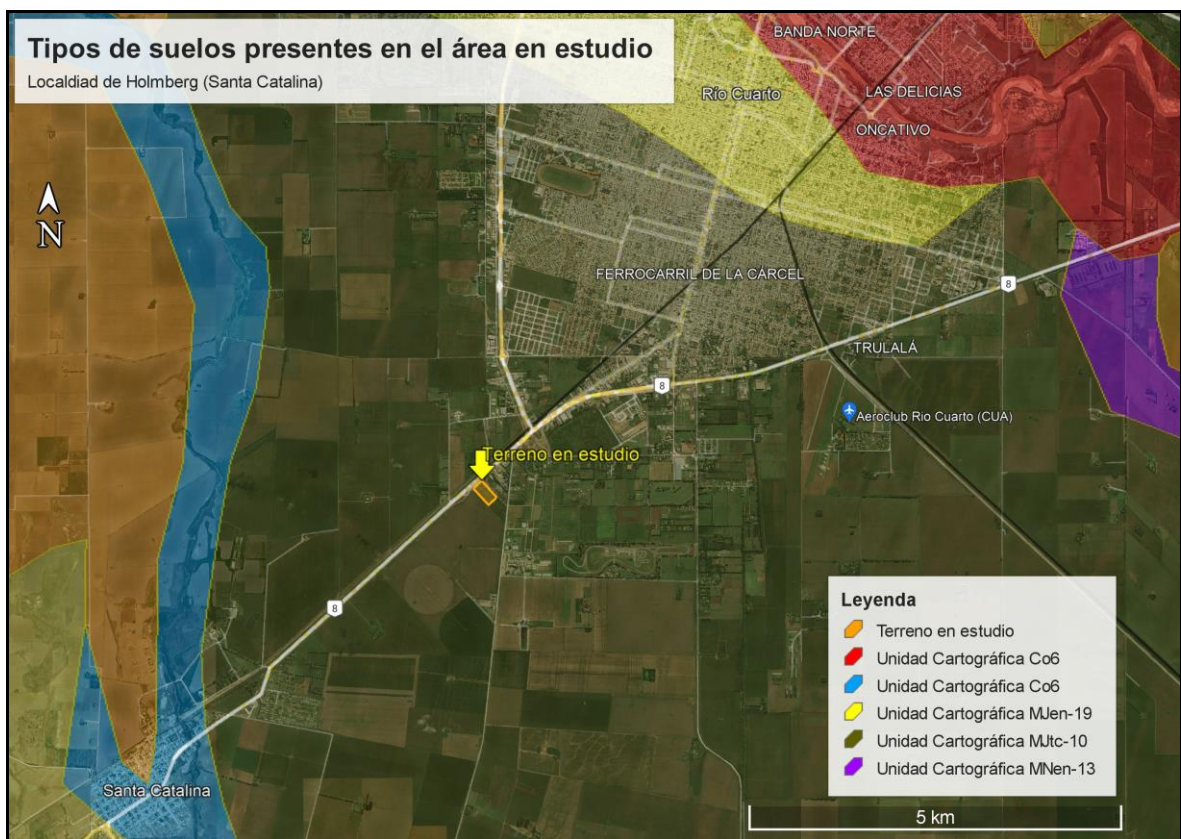 Tipos de suelos presentes en el área en estudio
Localdiad de Holmberg (Santa Catalina)
BANDA NORTE
Río Cuarto
LAS DELICIAS
ONCATIVO
N
FERROCARRIL DE LA CÁRCEL
8
TRULALÁ
8
Aeroclub Rio Cuarto (CUA)
Terreno en estudio
8
Santa Catalina
Leyenda
Terreno en estudio
Unidad Cartográfica Co6
Unidad Cartográfica Co6
Unidad Cartográfica MJen-19
Unidad Cartográfica MJtc-10
Unidad Cartográfica MNen-13
5 km